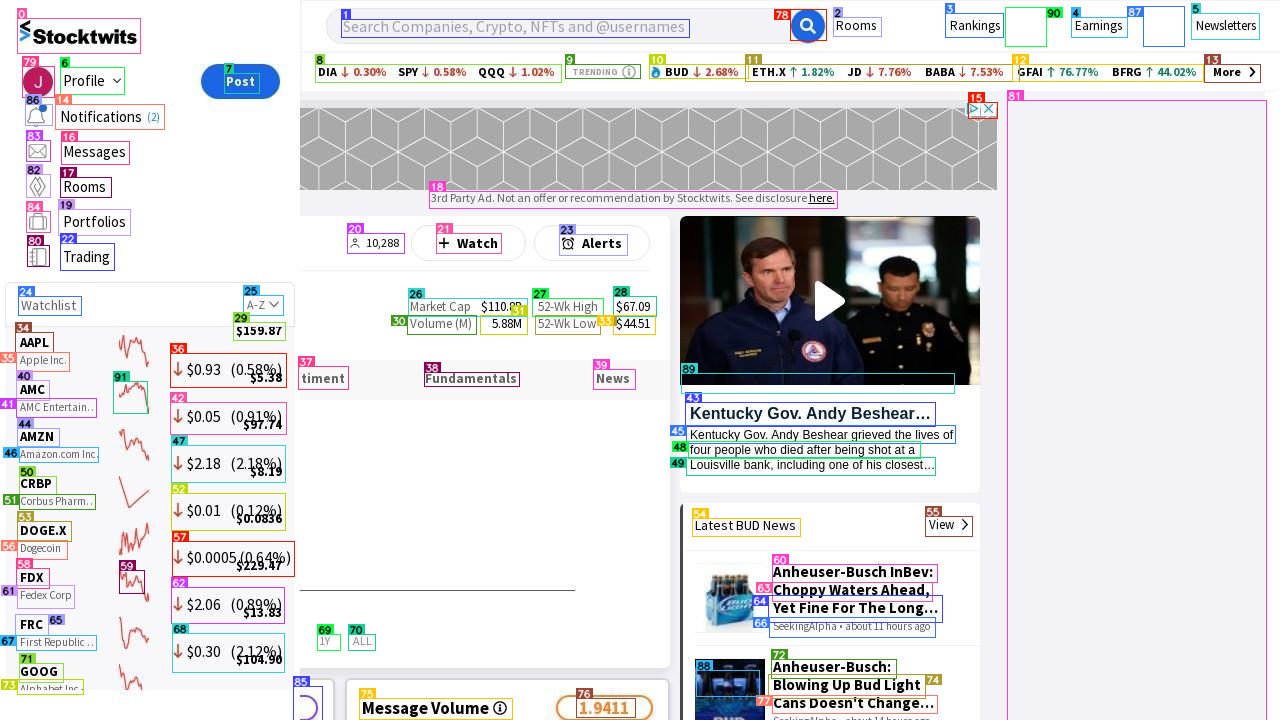 Stocktwits
Search Companies, Crypto, NFTs and @usernames
Rooms
Rankings
Earnings
Newsletters
J
Profile
Post
DIA ↓ 0.30% SPY ↓ 0.58% QQQ ↓ 1.02%
TRENDING
BUD ↓ 2.68% ETH.X ↑ 1.82% JD ↓ 7.76% BABA ↓ 7.53% GFAI ↑ 76.77% BFRG ↑ 44.02%
More
Notifications (2)
Messages
Rooms
Portfolios
Trading
3rd Party Ad. Not an offer or recommendation by Stocktwits. See disclosure here.
10,288
Watch
Alerts
Market Cap
52-Wk High $67.09
Volume (M) 5.88M
52-Wk Low $44.51
timent
Fundamentals
News
Watchlist
A-Z
$159.87
AAPL
Apple Inc.
↓ $0.93 (0.58%)
$5.38
AMC
AMC Entertain..
↓ $0.05 (0.91%)
$97.74
AMZN
Amazon.com Inc.
↓ $2.18 (2.18%)
$8.19
CRBP
Corbus Pharm..
↓ $0.01 (0.12%)
$0.0836
DOGE.X
Dogecoin
↓ $0.0005 (0.64%)
$229.47
FDX
Fedex Corp
↓ $2.06 (0.89%)
$13.83
FRC
First Republic..
↓ $0.30 (2.12%)
$104.90
GOOG
Alphabet Inc
1Y
ALL
Message Volume
1.9411
Kentucky Gov. Andy Beshear...
Kentucky Gov. Andy Beshear grieved the lives of
four people who died after being shot at a
Louisville bank, including one of his closest...
Latest BUD News
View
Anheuser-Busch InBev:
Choppy Waters Ahead,
Yet Fine For The Long...
SeekingAlpha • about 11 hours ago
Anheuser-Busch:
Blowing Up Bud Light
Cans Doesn't Change...
SeekingAlpha • about 14 hours ago